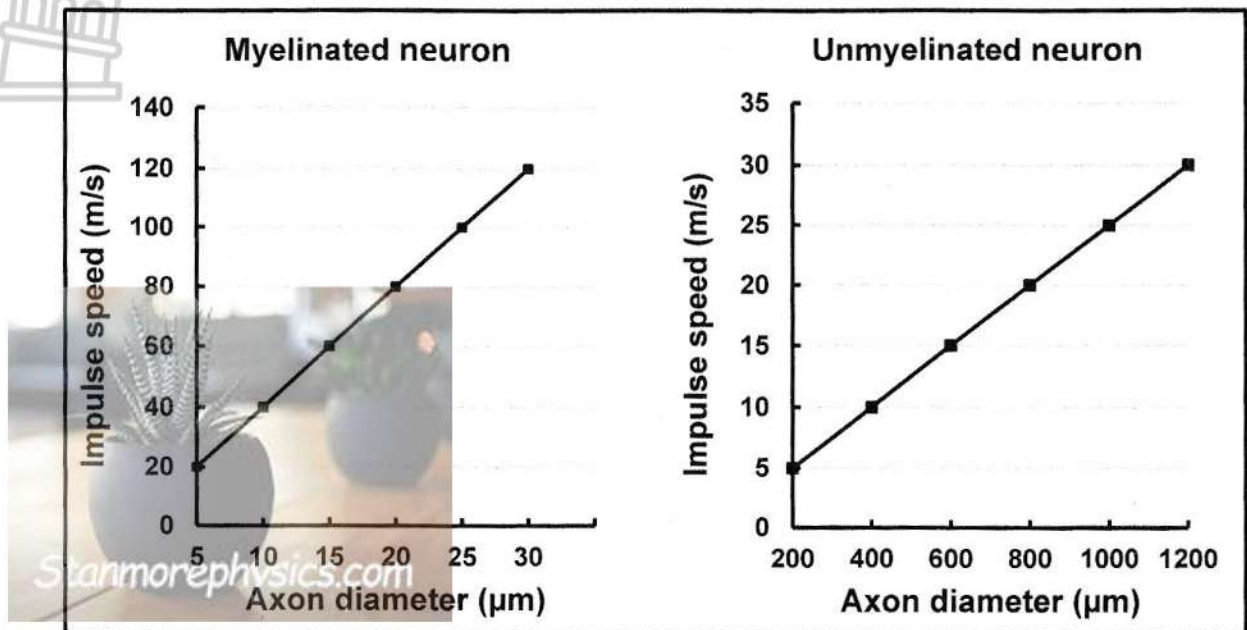 Myelinated neuron
Impulse speed (m/s)
140
120
100
80
60
40
20
0
5 10 15 20 25 30
Axon diameter (µm)
Unmyelinated neuron
Impulse speed (m/s)
35
30
25
20
15
10
5
0
200 400 600 800 1000 1200
Axon diameter (µm)
Stanmorephysics.com